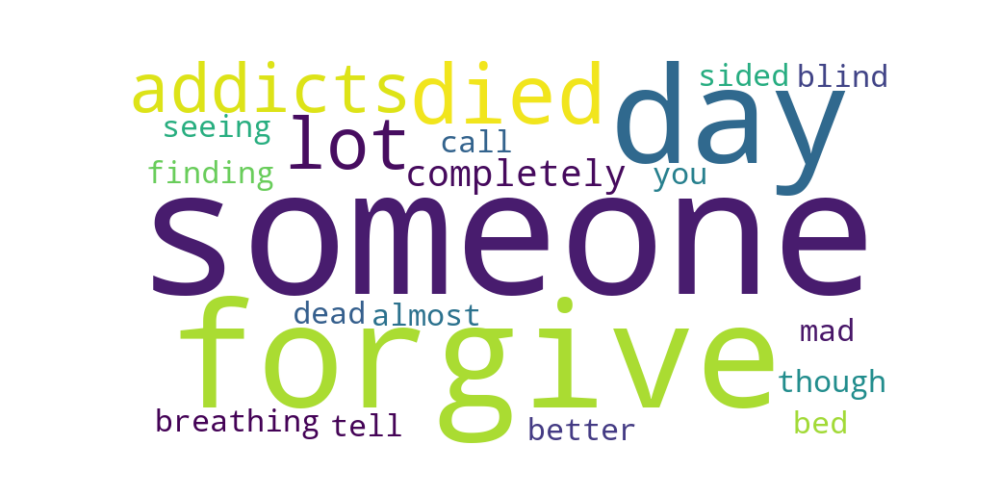 addicts died day sided blind
seeing lot call
finding completely you
someone
dead almost
forgive mad
though
breathing tell better bed